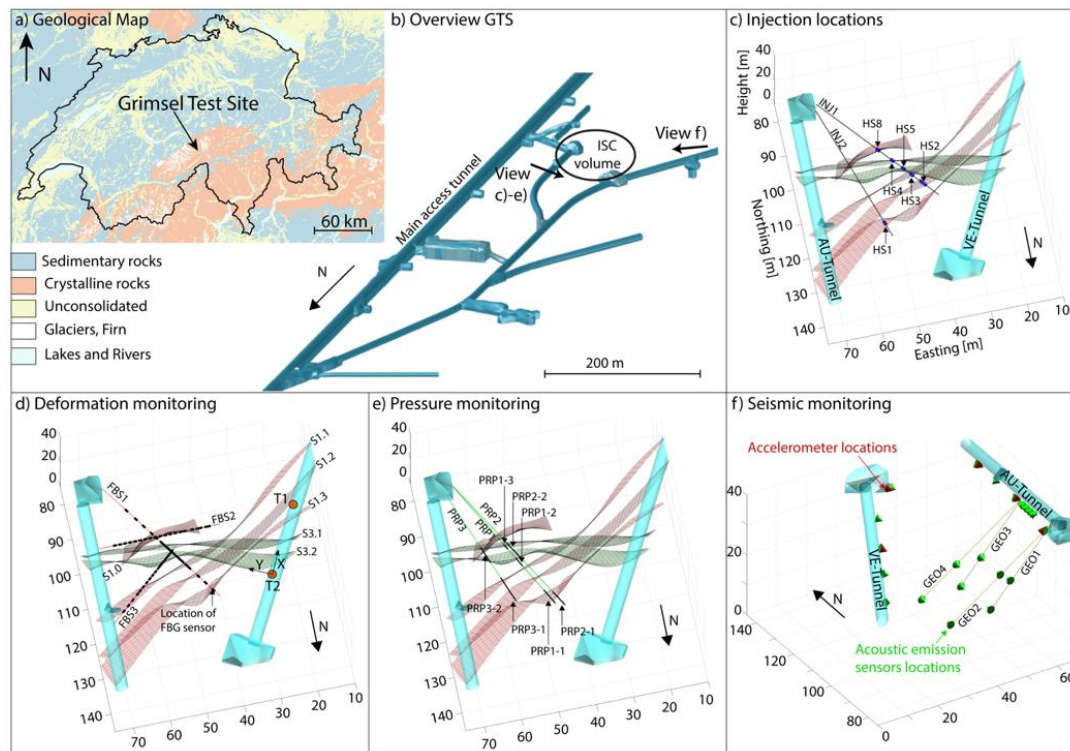 a) Geological Map
N
Grimsel Test Site
60 km
Sedimentary rocks
Crystalline rocks
Unconsolidated
Glaciers, Firn
Lakes and Rivers
b) Overview GTS
Main access tunnel
ISC
volume
View f)
View
c)-e)
N
200 m
c) Injection locations
Height [m]
40
20
0
80
90
100
110
120
130
140
Northing [m]
70
60
50
40
30
20
10
Easting [m]
INJ1
INJ2
HS8
HS5
HS2
HS4
HS3
HS1
AU-Tunnel
VE-Tunnel
N
d) Deformation monitoring
40
20
0
80
90
100
110
120
130
140
70
60
50
40
30
20
10
FBS1
FBS2
FBS3
S1.0
S1.1
S1.2
S1.3
S3.1
S3.2
T1
T2
Y
X
Location of
FBG sensor
N
e) Pressure monitoring
40
20
0
80
90
100
110
120
130
140
70
60
50
40
30
20
10
PRP1-3
PRP2-2
PRP1-2
PRP2
PRP1
PRP3
PRP3-2
PRP3-1
PRP2-1
PRP1-1
N
f) Seismic monitoring
Accelerometer locations
AU-Tunnel
VE-Tunnel
GEO3
GEO1
GEO4
GEO2
Acoustic emission
sensors locations
N
40
30
20
10
0
140
120
100
80
0
20
40
60